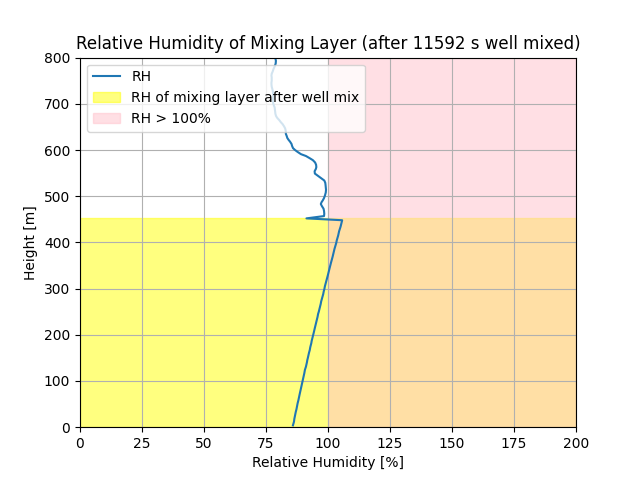 Relative Humidity of Mixing Layer (after 11592 s well mixed)
800
700
600
500
400
300
200
100
0
Height [m]
RH
RH of mixing layer after well mix
RH > 100%
0 25 50 75 100 125 150 175 200
Relative Humidity [%]